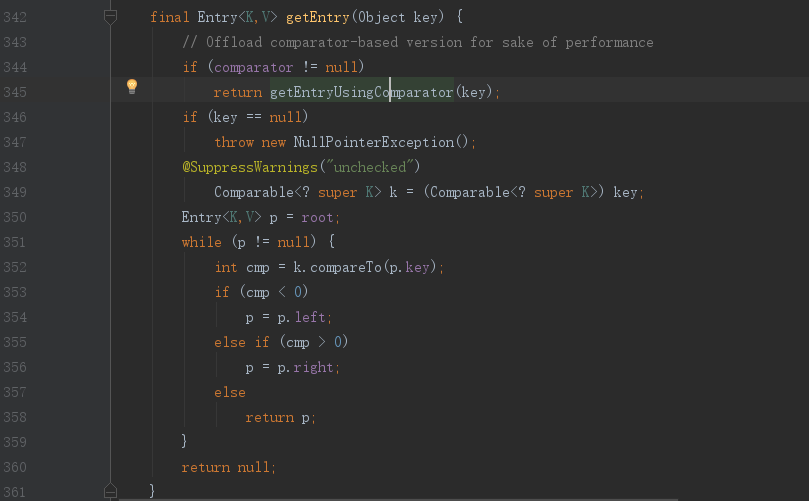 342 final Entry<K,V> getEntry(Object key) {
343 // Offload comparator-based version for sake of performance
344 if (comparator != null)
345 return getEntryUsingComparator(key);
346 if (key == null)
347 throw new NullPointerException();
348 @SuppressWarnings("unchecked")
349 Comparable<? super K> k = (Comparable<? super K>) key;
350 Entry<K,V> p = root;
351 while (p != null) {
352 int cmp = k.compareTo(p.key);
353 if (cmp < 0)
354 p = p.left;
355 else if (cmp > 0)
356 p = p.right;
357 else
358 return p;
359 }
360 return null;
361 }